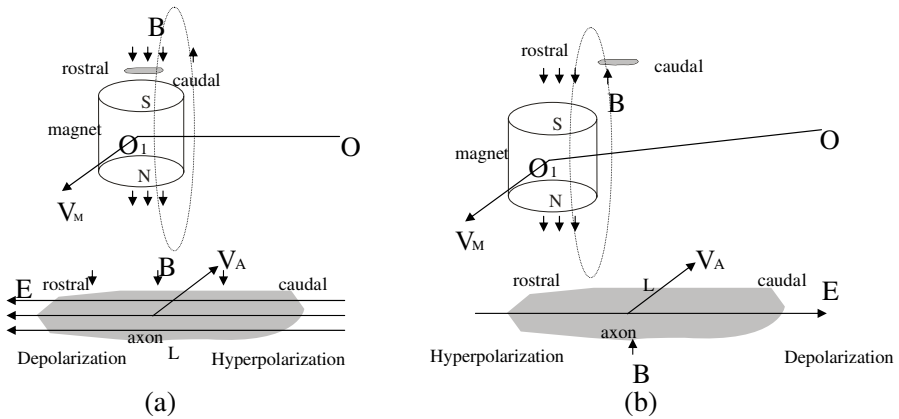 B
rostral
caudal
S
magnet
O1
O
N
VM
B
VA
rostral
caudal
E
axon
L
Depolarization
Hyperpolarization
(a)
rostral
caudal
B
S
magnet
O
O1
N
VM
VA
rostral
L
caudal
E
axon
Hyperpolarization
Depolarization
B
(b)